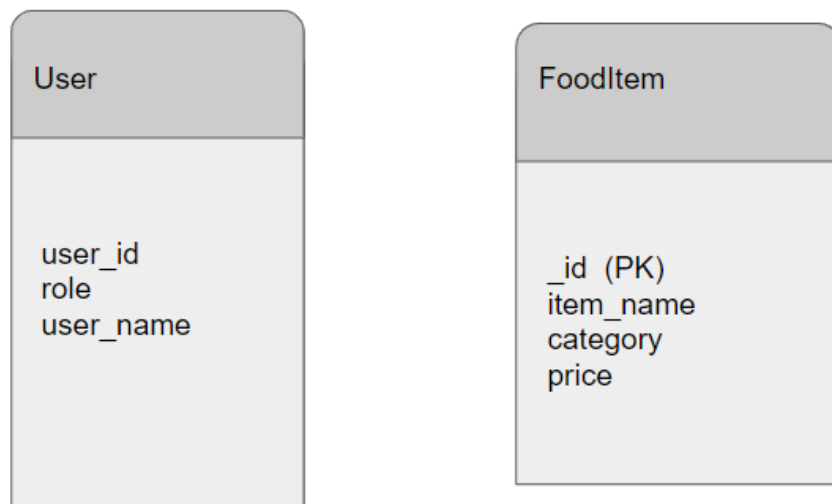 User
user_id
role
user_name
FoodItem
_id (PK)
item_name
category
price